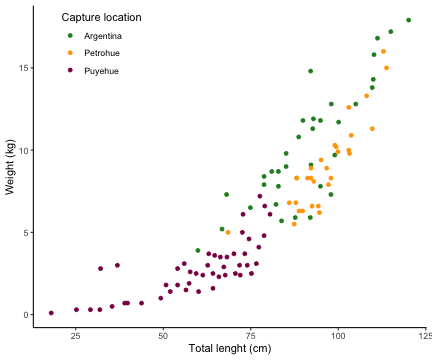 Capture location
Argentina
Petrohue
Puyehue
Weight (kg)
15
10
5
0
25
50
75
100
125
Total lenght (cm)